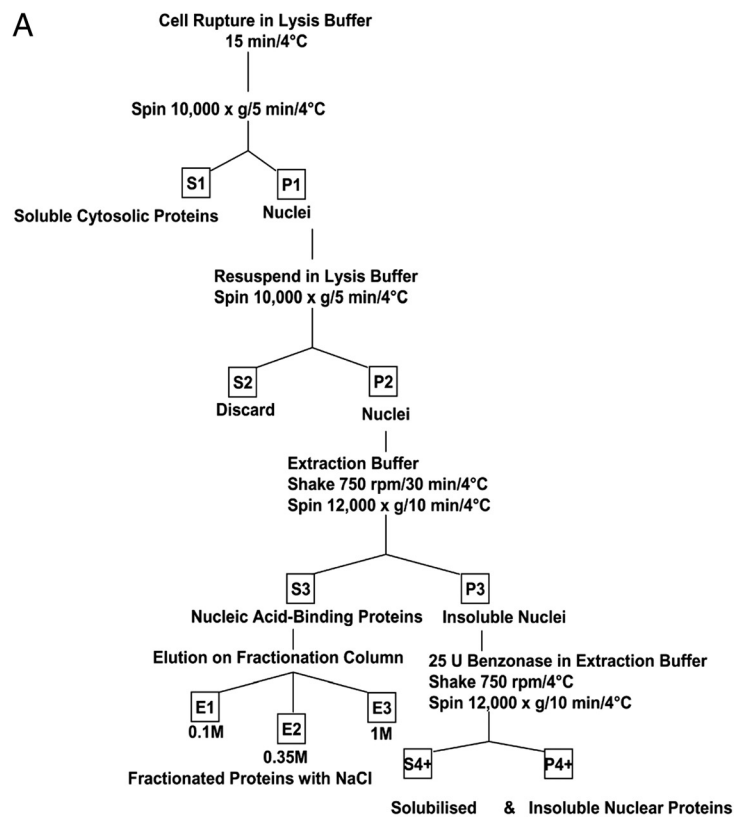 A
Cell Rupture in Lysis Buffer
15 min/4°C
Spin 10,000 x g/5 min/4°C
S1
P1
Soluble Cytosolic Proteins
Nuclei
Resuspend in Lysis Buffer
Spin 10,000 x g/5 min/4°C
S2
P2
Discard
Nuclei
Extraction Buffer
Shake 750 rpm/30 min/4°C
Spin 12,000 x g/10 min/4°C
S3
P3
Nucleic Acid-Binding Proteins
Insoluble Nuclei
Elution on Fractionation Column
25 U Benzonase in Extraction Buffer
Shake 750 rpm/4°C
Spin 12,000 x g/10 min/4°C
E1
E2
E3
0.1M
0.35M
1M
Fractionated Proteins with NaCl
S4+
P4+
Solubilised & Insoluble Nuclear Proteins